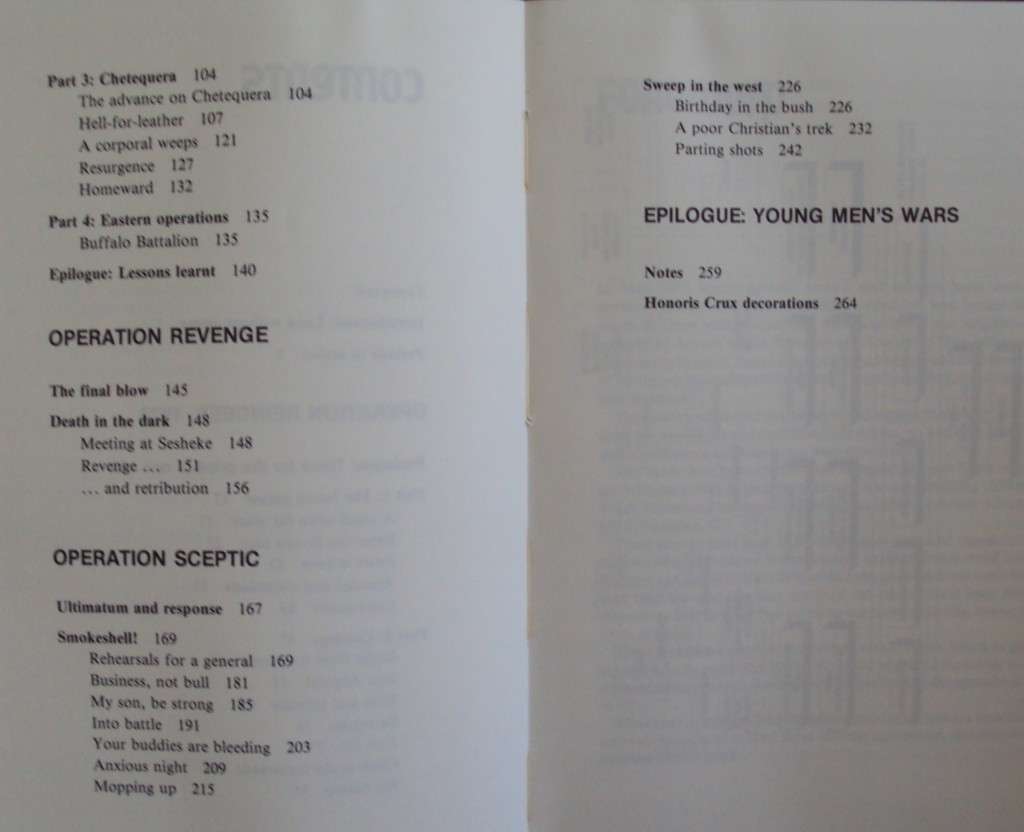 Part 3: Chetequera 104
The advance on Chetequera 104
Hell-for-leather 107
A corporal weeps 121
Resurgence 127
Homeward 132
Part 4: Eastern operations 135
Buffalo Battalion 135
Epilogue: Lessons learnt 140
OPERATION REVENGE
The final blow 145
Death in the dark 148
Meeting at Sesheke 148
Revenge ... 151
... and retribution 156
OPERATION SCEPTIC
Ultimatum and response 167
Smokeshell! 169
Rehearsals for a general 169
Business, not bull 181
My son, be strong 185
Into battle 191
Your buddies are bleeding 203
Anxious night 209
Mopping up 215
Sweep in the west 226
Birthday in the bush 226
A poor Christian's trek 232
Parting shots 242
EPILOGUE: YOUNG MEN'S WARS
Notes 259
Honoris Crux decorations 264